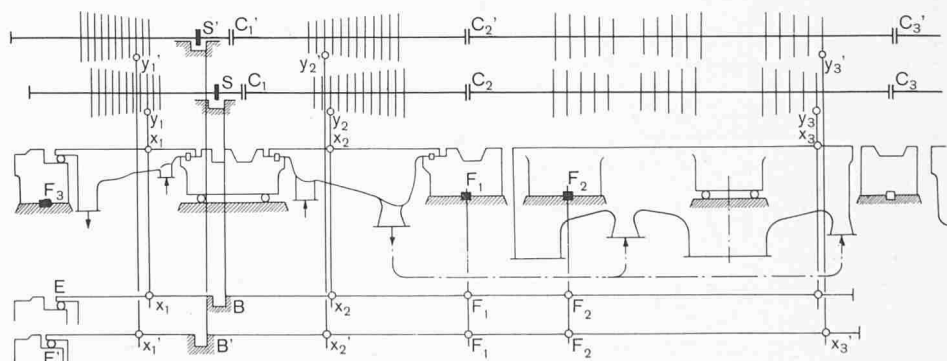 S' C₁' C₂' C₃'
y₁' y₂' y₃'
S C₁ C₂ C₃
y₁ y₂ y₃
x₁ x₂ x₃
F₃ F₁ F₂
E x₁ B x₂ F₁ F₂
E' x₁' B' x₂' F₁ F₂ x₃'